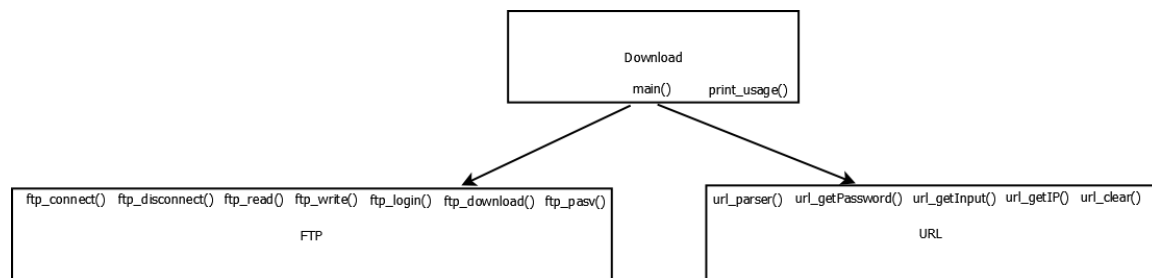 Download
main() print_usage()
ftp_connect() ftp_disconnect() ftp_read() ftp_write() ftp_login() ftp_download() ftp_pasv()
FTP
url_parser() url_getPassword() url_getInput() url_getIP() url_clear()
URL